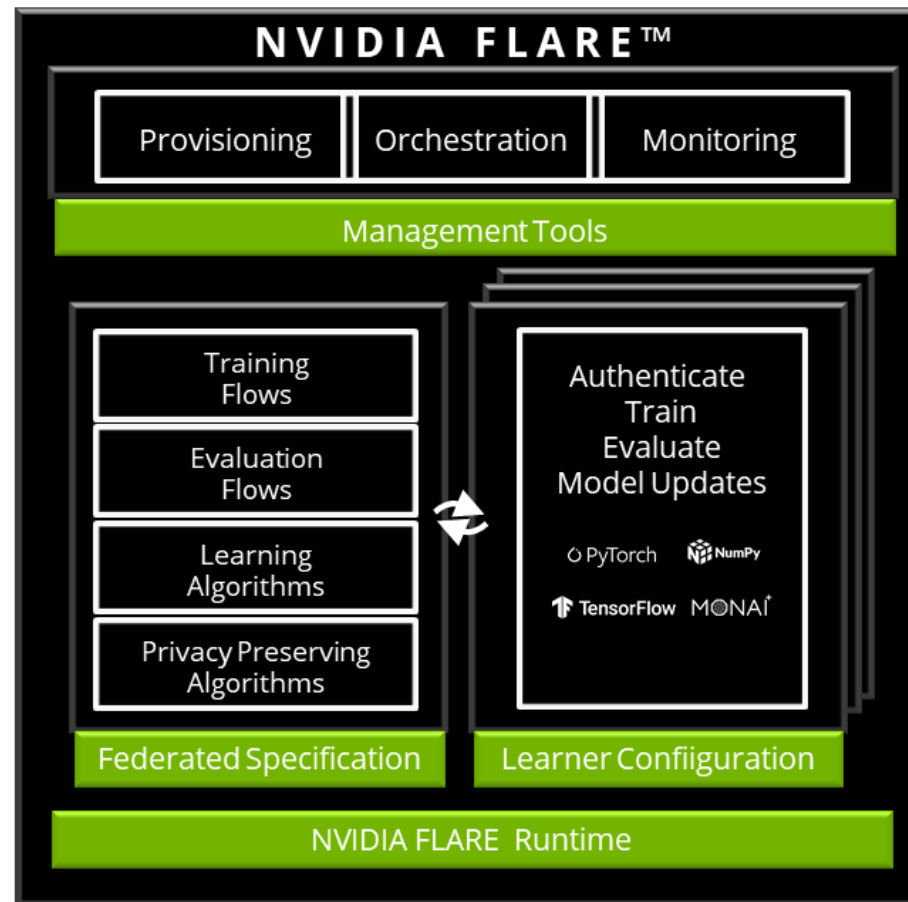 NVIDIA FLARE™
Provisioning
Orchestration
Monitoring
Management Tools
Training
Flows
Evaluation
Flows
Learning
Algorithms
Privacy Preserving
Algorithms
Federated Specification
Authenticate
Train
Evaluate
Model Updates
PyTorch
NumPy
TensorFlow
MONAI
Learner Confiiguration
NVIDIA FLARE Runtime